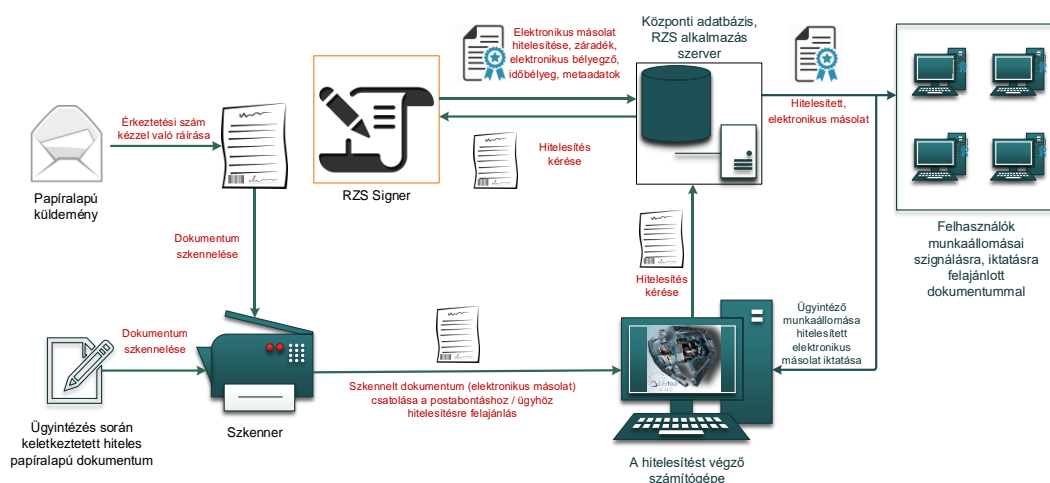 Elektronikus másolat
hitelesítése, záradék,
elektronikus bélyegző,
időbélyeg, metaadatok
Központi adatbázis,
RZS alkalmazás
szerver
Érkeztetési szám
kézzel való ráírása
Hitelesítés
kérése
Hitelesített,
elektronikus másolat
Papíralapú
küldemény
RZS Signer
Felhasználók
munkaállomásai
szignálásra, iktatásra
felajánlott
dokumentummal
Dokumentum
szkennelése
Hitelesítés
kérése
Dokumentum
szkennelése
Ügyintéző
munkaállomása
hitelesített
elektronikus
másolat iktatása
Szkennelt dokumentum (elektronikus másolat)
csatolása a postabontáshoz / ügyhöz
hitelesítésre felajánlás
Ügyintézés során
keletkeztetett hiteles
papíralapú dokumentum
Szkenner
A hitelesítést végző
számítógépe